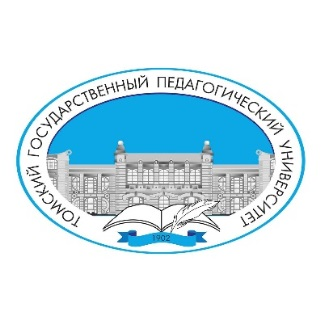 ТОМСКИЙ ГОСУДАРСТВЕННЫЙ ПЕДАГОГИЧЕСКИЙ УНИВЕРСИТЕТ
1902